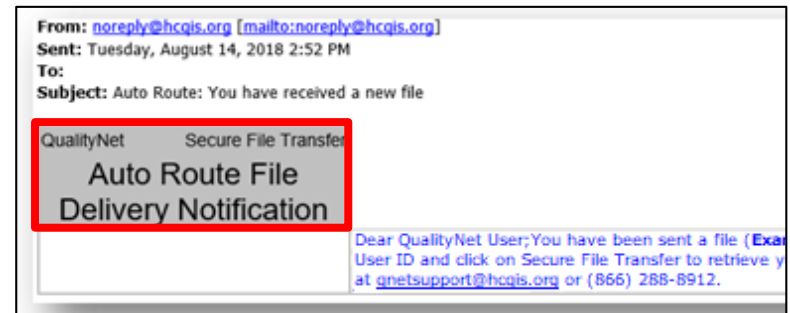 From: noreply@hcqis.org [mailto:noreply@hcqis.org]
Sent: Tuesday, August 14, 2018 2:52 PM
To:
Subject: Auto Route: You have received a new file
QualityNet Secure File Transfer
Auto Route File
Delivery Notification
Dear QualityNet User;You have been sent a file (Exar
User ID and click on Secure File Transfer to retrieve y
at qnetsupport@hcqis.org or (866) 288-8912.